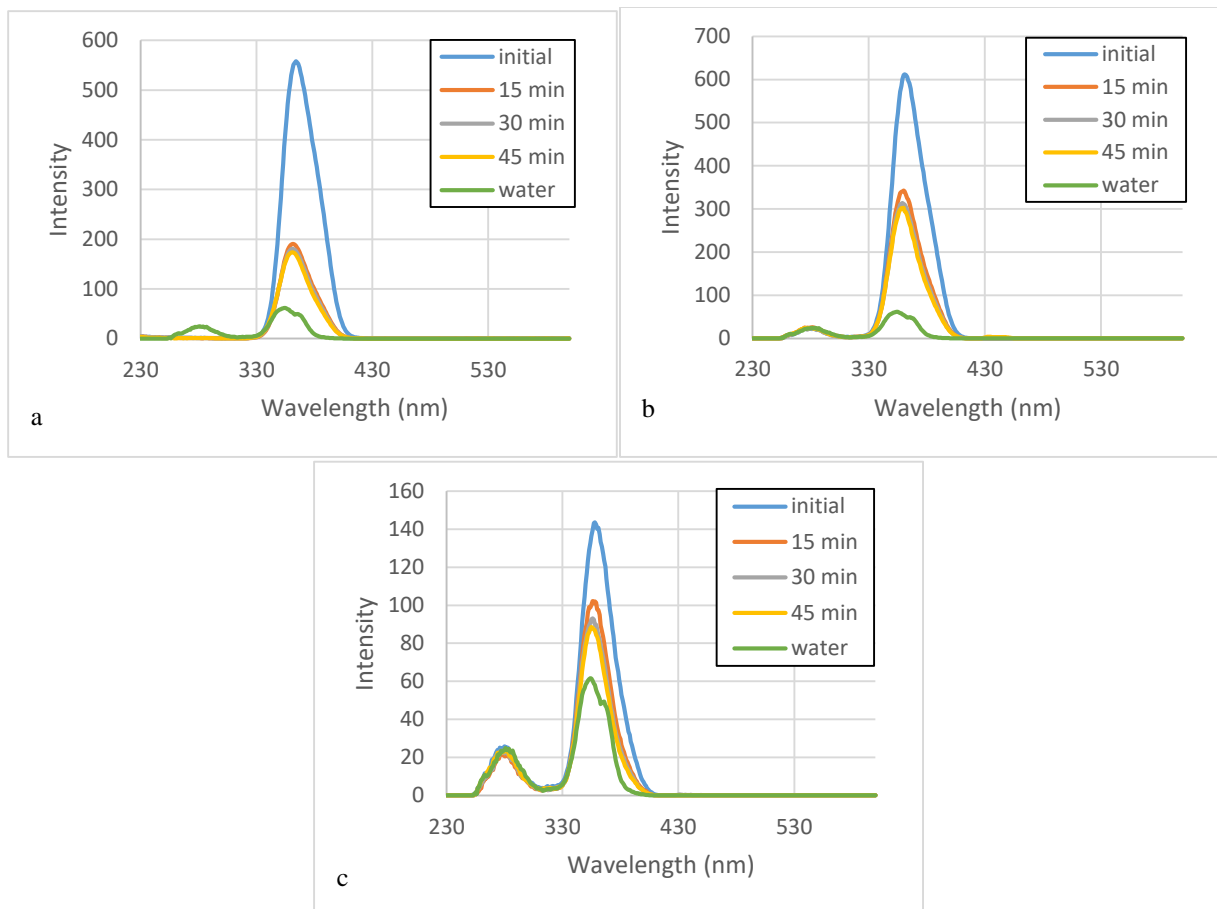 600
500
400
300
200
100
0
Intensity
230
330
430
530
Wavelength (nm)
initial
15 min
30 min
45 min
water
a
700
600
500
400
300
200
100
0
Intensity
230
330
430
530
Wavelength (nm)
initial
15 min
30 min
45 min
water
b
160
140
120
100
80
60
40
20
0
Intensity
230
330
430
530
Wavelength (nm)
initial
15 min
30 min
45 min
water
c